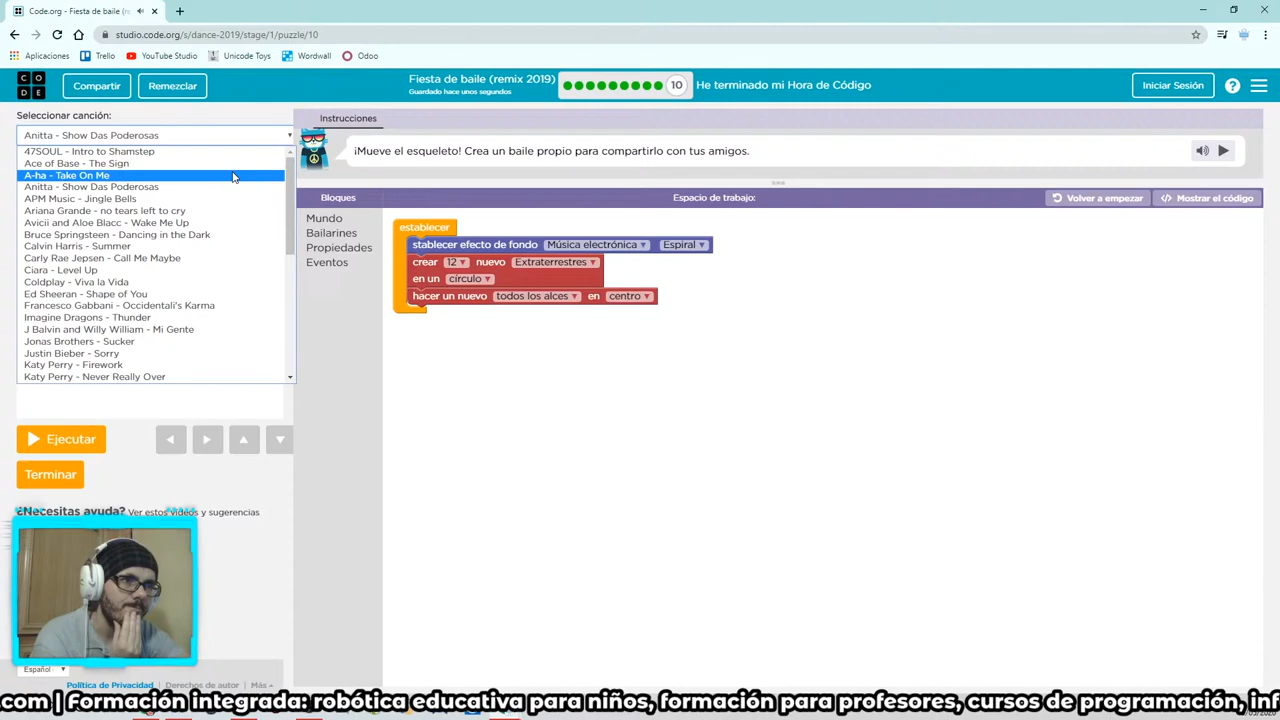 Code.org - Fiesta de baile (re
studio.code.org/s/dance-2019/stage/1/puzzle/10
Aplicaciones Trello YouTube Studio Unicode Toys Wordwall Odoo
C O
D E
Compartir Remezclar
Fiesta de baile (remix 2019)
Guardado hace unos segundos
10 He terminado mi Hora de Código
Iniciar Sesión ?
Seleccionar canción:
Anitta - Show Das Poderosas
47SOUL - Intro to Shamstep
Ace of Base - The Sign
A-ha - Take On Me
Anitta - Show Das Poderosas
APM Music - Jingle Bells
Ariana Grande - no tears left to cry
Avicii and Aloe Blacc - Wake Me Up
Bruce Springsteen - Dancing in the Dark
Calvin Harris - Summer
Carly Rae Jepsen - Call Me Maybe
Ciara - Level Up
Coldplay - Viva la Vida
Ed Sheeran - Shape of You
Francesco Gabbani - Occidentali's Karma
Imagine Dragons - Thunder
J Balvin and Willy William - Mi Gente
Jonas Brothers - Sucker
Justin Bieber - Sorry
Katy Perry - Firework
Katy Perry - Never Really Over
Ejecutar
Terminar
¿Necesitas ayuda? Ver estos videos y sugerencias
Instrucciones
¡Mueve el esqueleto! Crea un baile propio para compartirlo con tus amigos.
Bloques Espacio de trabajo: Volver a empezar Mostrar el código
Mundo
Bailarines
Propiedades
Eventos
establecer
stablecer efecto de fondo Música electrónica Espiral
crear 12 nuevo Extraterrestres
en un círculo
hacer un nuevo todos los alces en centro
Español
Política de Privacidad Derechos de autor Más
.com | Formación integrada: robótica educativa para niños, formación para profesores, cursos de programación, inf